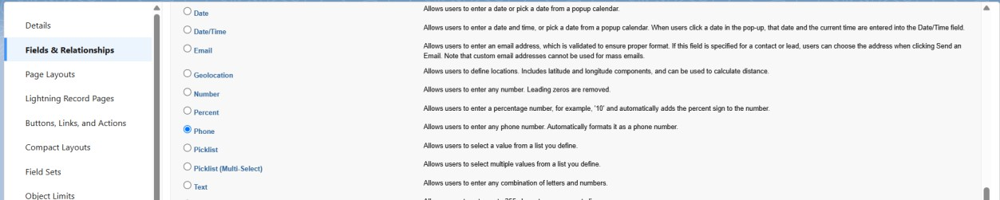 Details
Fields & Relationships
Page Layouts
Lightning Record Pages
Buttons, Links, and Actions
Compact Layouts
Field Sets
Object Limits
Date
Allows users to enter a date or pick a date from a popup calendar.
Date/Time
Allows users to enter a date and time, or pick a date from a popup calendar. When users click a date in the pop-up, that date and the current time are entered into the Date/Time field.
Email
Allows users to enter an email address, which is validated to ensure proper format. If this field is specified for a contact or lead, users can choose the address when clicking Send an
Email. Note that custom email addresses cannot be used for mass emails.
Geolocation
Allows users to define locations. Includes latitude and longitude components, and can be used to calculate distance.
Number
Allows users to enter any number. Leading zeros are removed.
Percent
Allows users to enter a percentage number, for example, '10' and automatically adds the percent sign to the number.
Phone
Allows users to enter any phone number. Automatically formats it as a phone number.
Picklist
Allows users to select a value from a list you define.
Picklist (Multi-Select)
Allows users to select multiple values from a list you define.
Text
Allows users to enter any combination of letters and numbers.